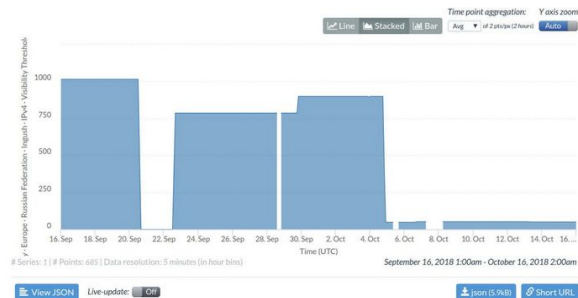 Time point aggregation: Y axis zoom
Line Stacked Bar Avg ▼ of 2 pts/px (2 hours) Auto
y · Europe · Russian Federation · Ingush · IPv4 · Visibility Threshol
1000
750
500
250
0
16. Sep 18. Sep 20. Sep 22. Sep 24. Sep 26. Sep 28. Sep 30. Sep 2. Oct 4. Oct 6. Oct 8. Oct 10. Oct 12. Oct 14. Oct 16. ...
Time (UTC)
# Series: 1 | # Points: 685 | Data resolution: 5 minutes (in hour bins) September 16, 2018 1:00am - October 16, 2018 2:00am
View JSON Live-update: Off json (5.9kB) Short URL